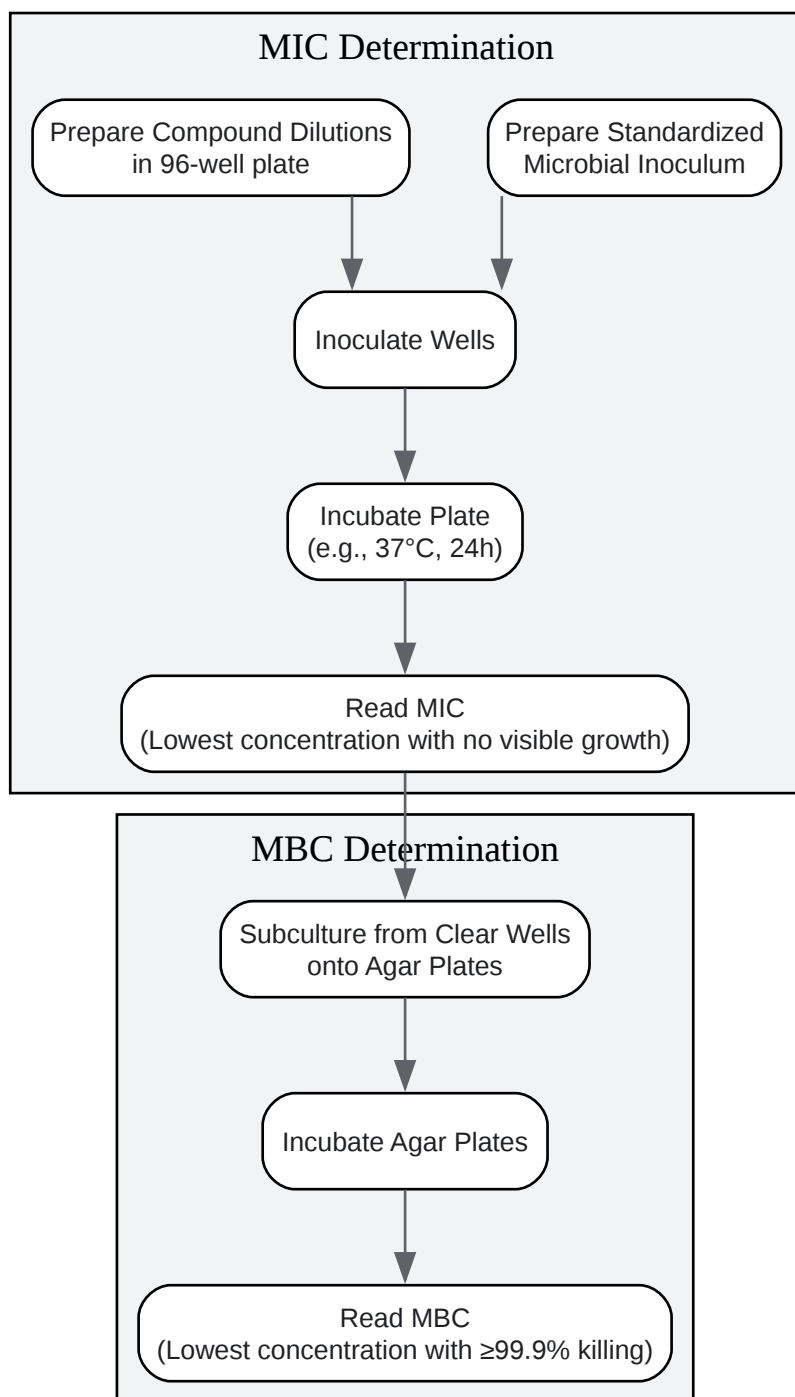 MIC Determination
Prepare Compound Dilutions
in 96-well plate
Prepare Standardized
Microbial Inoculum
Inoculate Wells
Incubate Plate
(e.g., 37°C, 24h)
Read MIC
(Lowest concentration with no visible growth)
MBC Determination
Subculture from Clear Wells
onto Agar Plates
Incubate Agar Plates
Read MBC
(Lowest concentration with ≥99.9% killing)